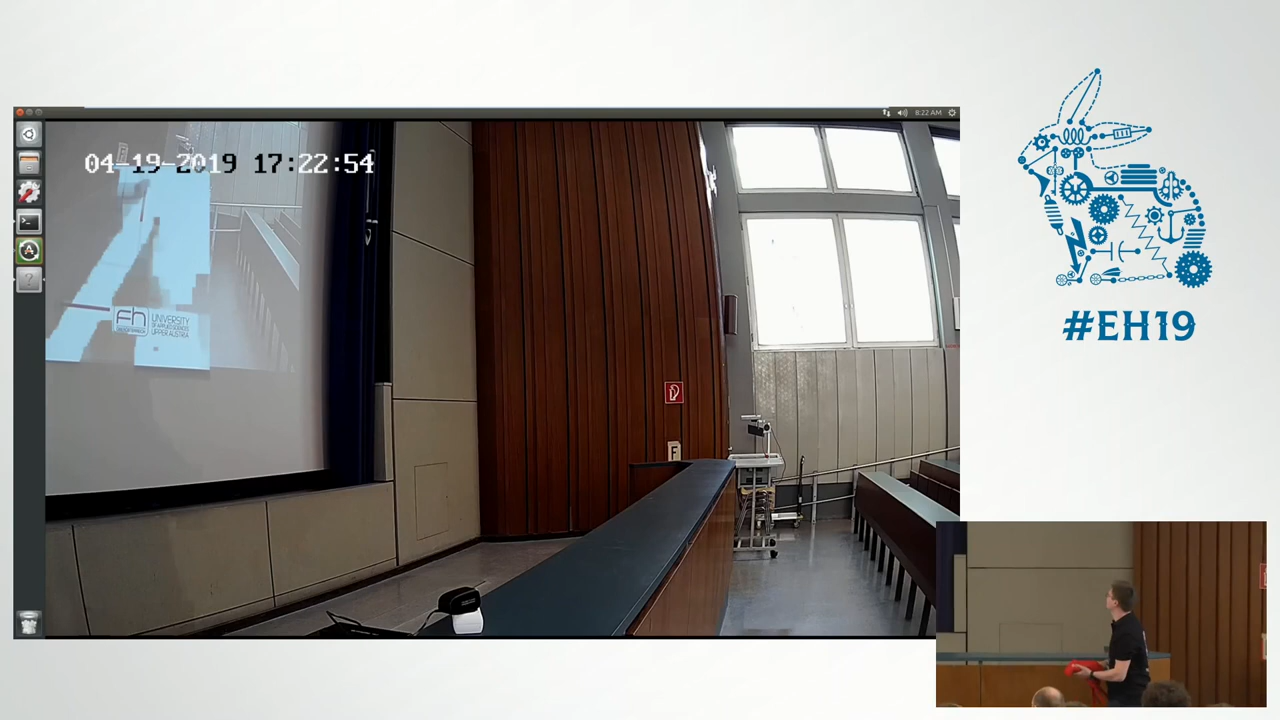 8:22 AM
04-19-2019 17:22:54
fh
UNIVERSITY
OF APPLIED SCIENCES
UPPER AUSTRIA
F
#EH19